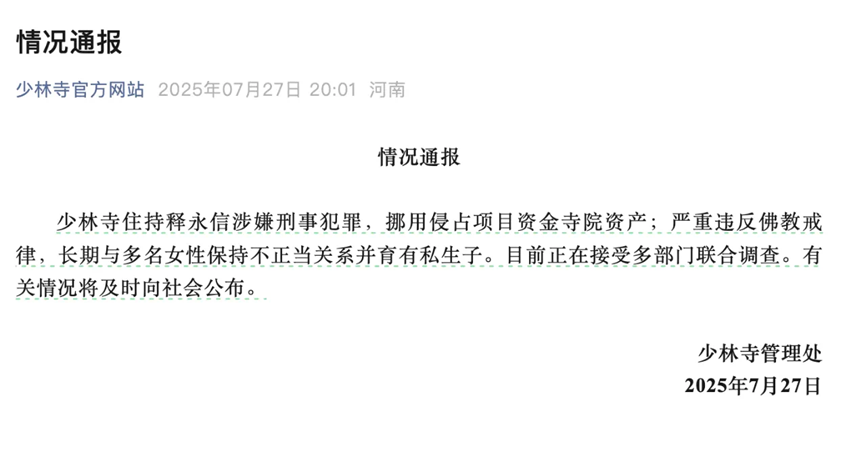 情况通报
少林寺官方网站 2025年07月27日 20:01 河南
情况通报
少林寺住持释永信涉嫌刑事犯罪，挪用侵占项目资金寺院资产；严重违反佛教戒
律，长期与多名女性保持不正当关系并育有私生子。目前正在接受多部门联合调查。有
关情况将及时向社会公布。
少林寺管理处
2025年7月27日